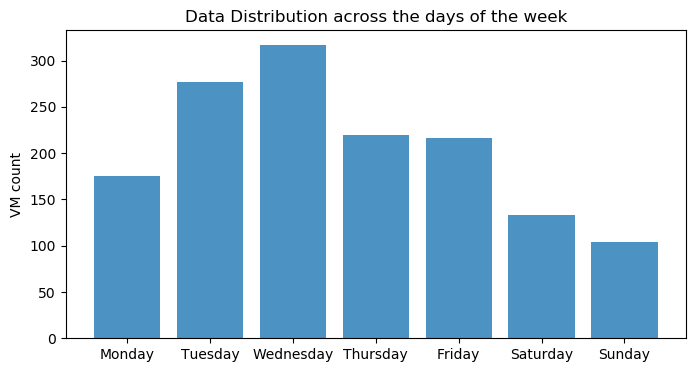 Data Distribution across the days of the week
VM count
300
250
200
150
100
50
0
Monday Tuesday Wednesday Thursday Friday Saturday Sunday